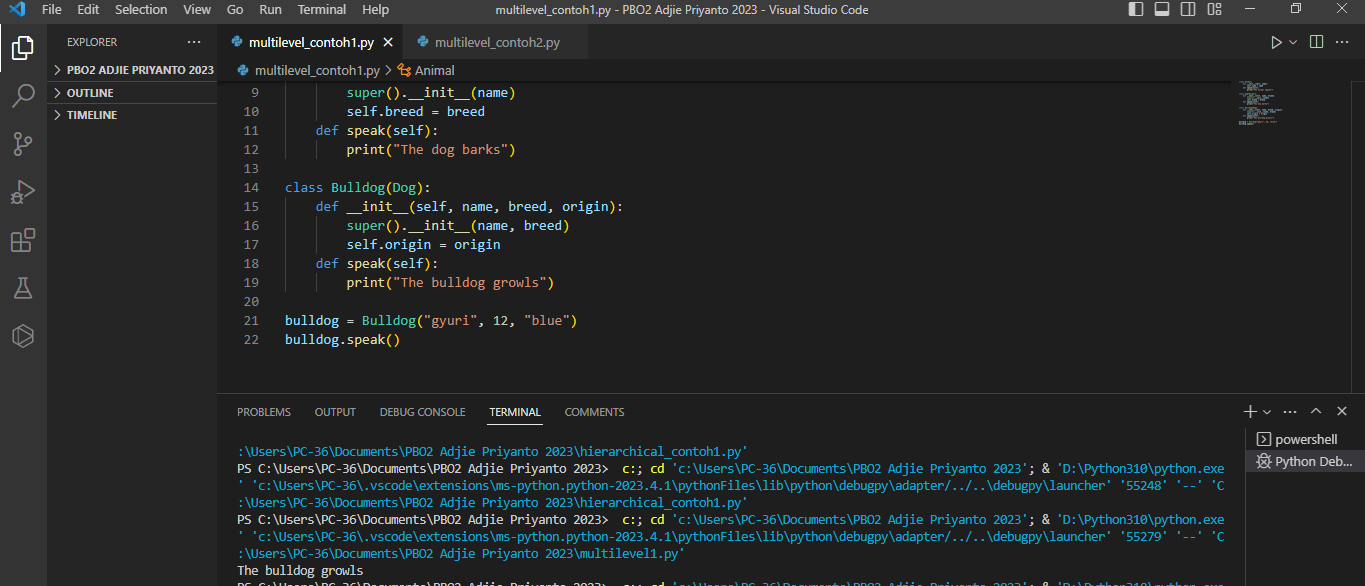 File Edit Selection View Go Run Terminal Help
multilevel_contoh1.py - PBO2 Adjie Priyanto 2023 - Visual Studio Code
EXPLORER
PBO2 ADJIE PRIYANTO 2023
OUTLINE
TIMELINE
multilevel_contoh1.py multilevel_contoh2.py
multilevel_contoh1.py > Animal
9 super().__init__(name)
10 self.breed = breed
11 def speak(self):
12 print("The dog barks")
13
14 class Bulldog(Dog):
15 def __init__(self, name, breed, origin):
16 super().__init__(name, breed)
17 self.origin = origin
18 def speak(self):
19 print("The bulldog growls")
20
21 bulldog = Bulldog("gyuri", 12, "blue")
22 bulldog.speak()
PROBLEMS OUTPUT DEBUG CONSOLE TERMINAL COMMENTS
:\Users\PC-36\Documents\PBO2 Adjie Priyanto 2023\hierarchical_contoh1.py'
PS C:\Users\PC-36\Documents\PBO2 Adjie Priyanto 2023> c:; cd 'c:\Users\PC-36\Documents\PBO2 Adjie Priyanto 2023'; & 'D:\Python310\python.exe
' 'c:\Users\PC-36\.vscode\extensions\ms-python.python-2023.4.1\pythonFiles\lib\python\debugpy\adapter/../..\debugpy\launcher' '55248' '--' 'C
:\Users\PC-36\Documents\PBO2 Adjie Priyanto 2023\hierarchical_contoh1.py'
PS C:\Users\PC-36\Documents\PBO2 Adjie Priyanto 2023> c:; cd 'c:\Users\PC-36\Documents\PBO2 Adjie Priyanto 2023'; & 'D:\Python310\python.exe
' 'c:\Users\PC-36\.vscode\extensions\ms-python.python-2023.4.1\pythonFiles\lib\python\debugpy\adapter/../..\debugpy\launcher' '55279' '--' 'C
:\Users\PC-36\Documents\PBO2 Adjie Priyanto 2023\multilevel1.py'
The bulldog growls
powershell
Python Deb...